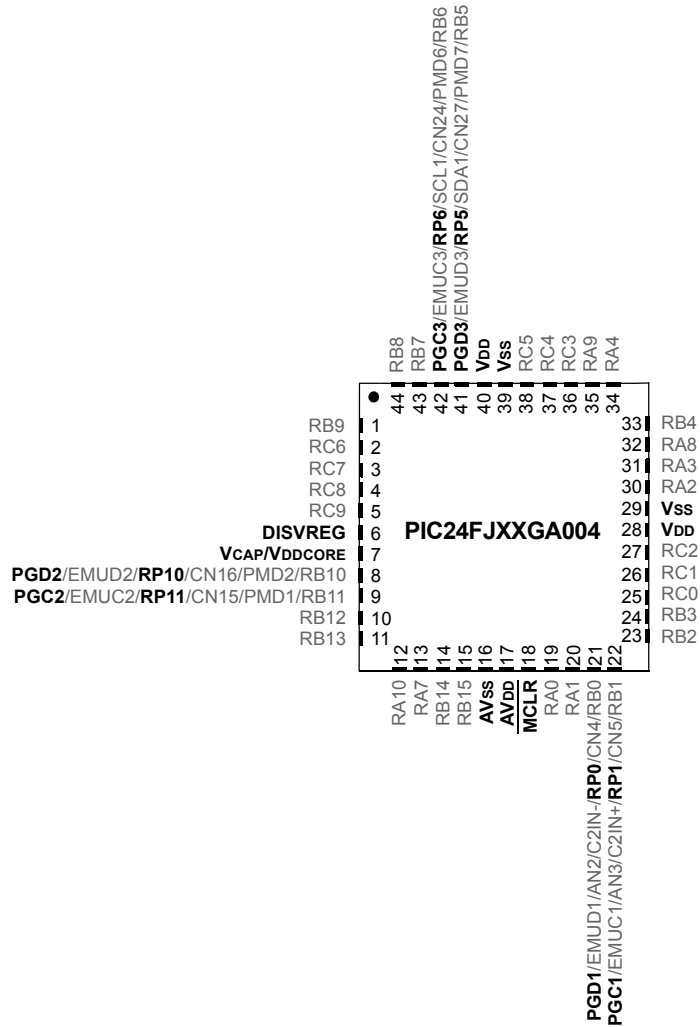 PGC3/EMUC3/RP6/SCL1/CN24/PMD6/RB6
PGD3/EMUD3/RP5/SDA1/CN27/PMD7/RB5
RB8
RB7
VDD
VSS
RC5
RC4
RC3
RA9
RA4
44
43
42
41
40
39
38
37
36
35
34
RB9 1
RC6 2
RC7 3
RC8 4
RC9 5
DISVREG 6
VCAP/VDDCORE 7
PGD2/EMUD2/RP10/CN16/PMD2/RB10 8
PGC2/EMUC2/RP11/CN15/PMD1/RB11 9
RB12 10
RB13 11
PIC24FJXXGA004
33 RB4
32 RA8
31 RA3
30 RA2
29 VSS
28 VDD
27 RC2
26 RC1
25 RC0
24 RB3
23 RB2
12
13
14
15
16
17
18
19
20
21
22
RA10
RA7
RB14
RB15
AVSS
AVDD
MCLR
RA0
RA1
PGD1/EMUD1/AN2/C2IN-/RP0/CN4/RB0
PGC1/EMUC1/AN3/C2IN+/RP1/CN5/RB1